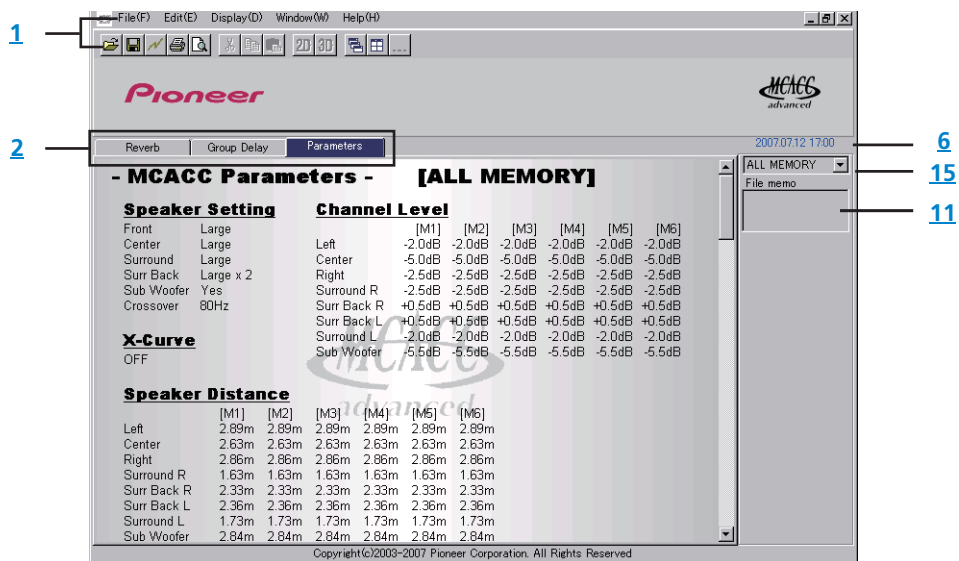 File(F) Edit(E) Display(D) Window(W) Help(H)
1
2D 3D ...
Pioneer
MCACC
advanced
2
Reverb Group Delay Parameters
2007.07.12 17:00
6
- MCACC Parameters - [ALL MEMORY]
ALL MEMORY
15
File memo
11
Speaker Setting
Front Large
Center Large
Surround Large
Surr Back Large x 2
Sub Woofer Yes
Crossover 80Hz
X-Curve
OFF
Channel Level
[M1] [M2] [M3] [M4] [M5] [M6]
Left -2.0dB -2.0dB -2.0dB -2.0dB -2.0dB -2.0dB
Center -5.0dB -5.0dB -5.0dB -5.0dB -5.0dB -5.0dB
Right -2.5dB -2.5dB -2.5dB -2.5dB -2.5dB -2.5dB
Surround R -2.5dB -2.5dB -2.5dB -2.5dB -2.5dB -2.5dB
Surr Back R +0.5dB +0.5dB +0.5dB +0.5dB +0.5dB +0.5dB
Surr Back L +0.5dB +0.5dB +0.5dB +0.5dB +0.5dB +0.5dB
Surround L -2.0dB -2.0dB -2.0dB -2.0dB -2.0dB -2.0dB
Sub Woofer -5.5dB -5.5dB -5.5dB -5.5dB -5.5dB -5.5dB
MCACC
advanced
Speaker Distance
[M1] [M2] [M3] [M4] [M5] [M6]
Left 2.89m 2.89m 2.89m 2.89m 2.89m 2.89m
Center 2.63m 2.63m 2.63m 2.63m 2.63m 2.63m
Right 2.86m 2.86m 2.86m 2.86m 2.86m 2.86m
Surround R 1.63m 1.63m 1.63m 1.63m 1.63m 1.63m
Surr Back R 2.33m 2.33m 2.33m 2.33m 2.33m 2.33m
Surr Back L 2.36m 2.36m 2.36m 2.36m 2.36m 2.36m
Surround L 1.73m 1.73m 1.73m 1.73m 1.73m 1.73m
Sub Woofer 2.84m 2.84m 2.84m 2.84m 2.84m 2.84m
Copyright(c)2003-2007 Pioneer Corporation. All Rights Reserved